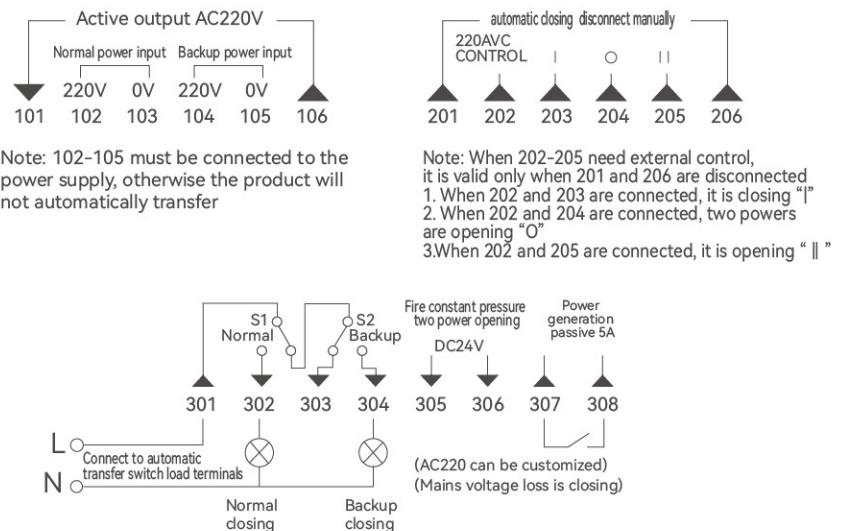 Active output AC220V
Normal power input Backup power input
220V 0V 220V 0V
101 102 103 104 105 106
Note: 102-105 must be connected to the
power supply, otherwise the product will
not automatically transfer
automatic closing disconnect manually
220AVC
CONTROL | O ||
201 202 203 204 205 206
Note: When 202-205 need external control,
it is valid only when 201 and 206 are disconnected
1. When 202 and 203 are connected, it is closing “|”
2. When 202 and 204 are connected, two powers
are opening “O”
3.When 202 and 205 are connected, it is opening “ || ”
S1
Normal
S2
Backup
Fire constant pressure
two power opening
DC24V
Power
generation
passive 5A
301 302 303 304 305 306 307 308
L
Connect to automatic
transfer switch load terminals
N
Normal
closing
Backup
closing
(AC220 can be customized)
(Mains voltage loss is closing)